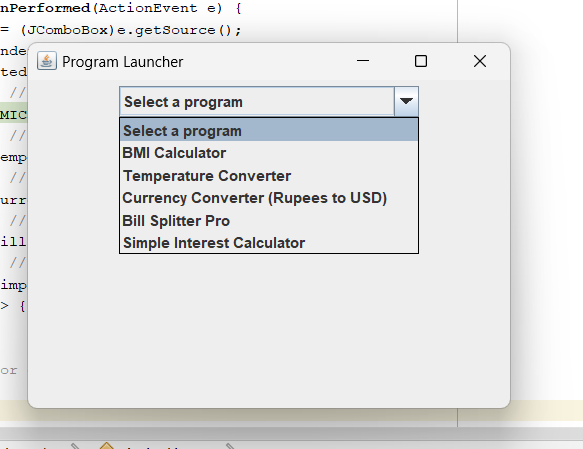 nPerformed(ActionEvent e) {
= (JComboBox)e.getSource();
Program Launcher
Select a program
Select a program
BMI Calculator
Temperature Converter
Currency Converter (Rupees to USD)
Bill Splitter Pro
Simple Interest Calculator
nde
ted
//
MIC
//
emp
//
urr
//
ill
//
imp
> {
or